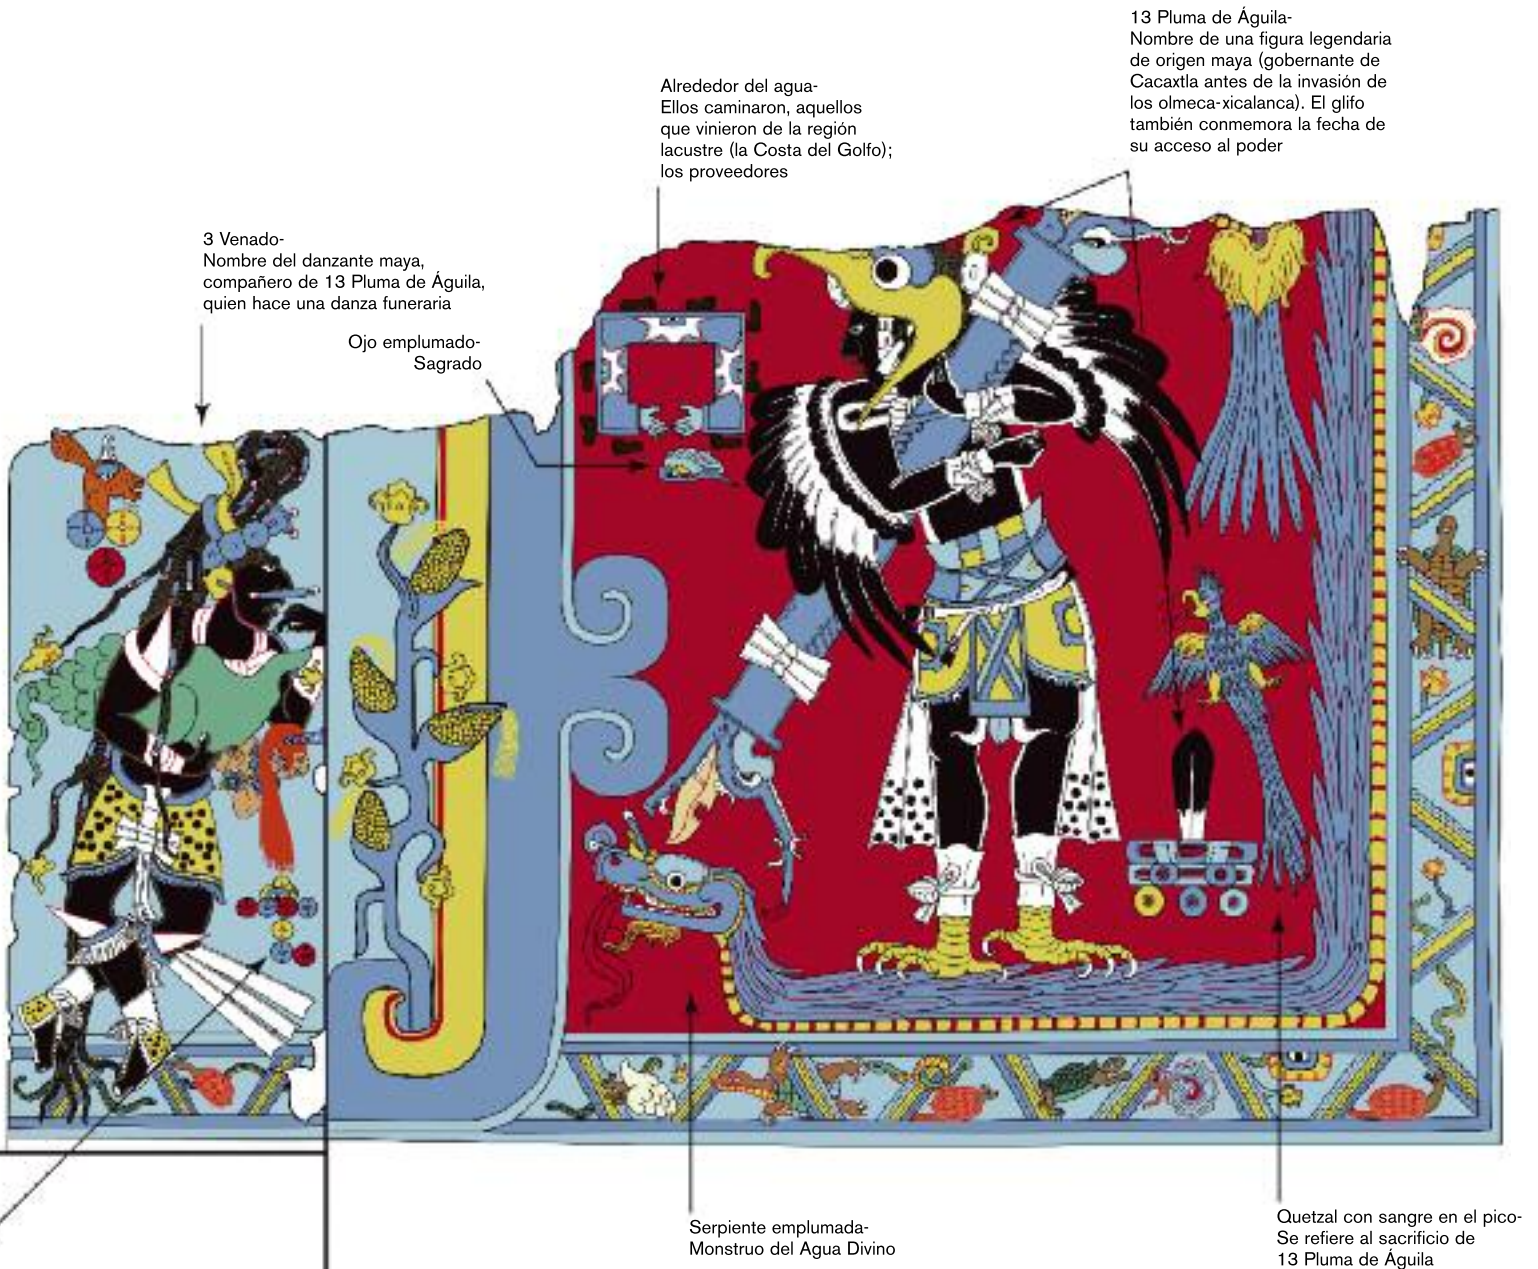 13 Pluma de Águila-
Nombre de una figura legendaria
de origen maya (gobernante de
Cacaxtla antes de la invasión de
los olmeca-xicalanca). El glifo
también conmemora la fecha de
su acceso al poder
Alrededor del agua-
Ellos caminaron, aquellos
que vinieron de la región
lacustre (la Costa del Golfo);
los proveedores
3 Venado-
Nombre del danzante maya,
compañero de 13 Pluma de Águila,
quien hace una danza funeraria
Ojo emplumado-
Sagrado
Serpiente emplumada-
Monstruo del Agua Divino
Quetzal con sangre en el pico-
Se refiere al sacrificio de
13 Pluma de Águila